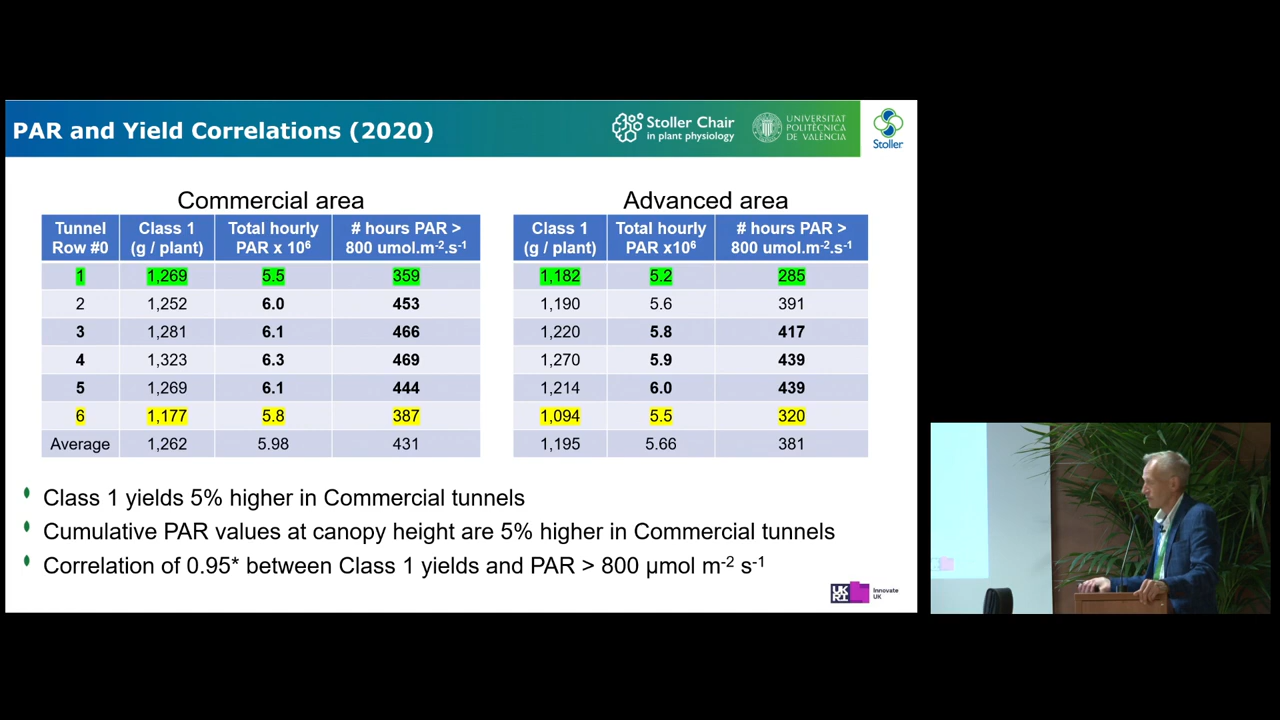 PAR and Yield Correlations (2020)
Stoller Chair
in plant physiology
UNIVERSITAT
POLITÈCNICA
DE VALÈNCIA
Stoller
Commercial area
Tunnel Row #0 | Class 1 (g / plant) | Total hourly PAR x 10⁶ | # hours PAR > 800 umol.m⁻².s⁻¹
1 | 1,269 | 5.5 | 359
2 | 1,252 | 6.0 | 453
3 | 1,281 | 6.1 | 466
4 | 1,323 | 6.3 | 469
5 | 1,269 | 6.1 | 444
6 | 1,177 | 5.8 | 387
Average | 1,262 | 5.98 | 431
Advanced area
Class 1 (g / plant) | Total hourly PAR x10⁶ | # hours PAR > 800 umol.m⁻².s⁻¹
1,182 | 5.2 | 285
1,190 | 5.6 | 391
1,220 | 5.8 | 417
1,270 | 5.9 | 439
1,214 | 6.0 | 439
1,094 | 5.5 | 320
1,195 | 5.66 | 381
Class 1 yields 5% higher in Commercial tunnels
Cumulative PAR values at canopy height are 5% higher in Commercial tunnels
Correlation of 0.95* between Class 1 yields and PAR > 800 µmol m⁻² s⁻¹
UKRI
Innovate
UK